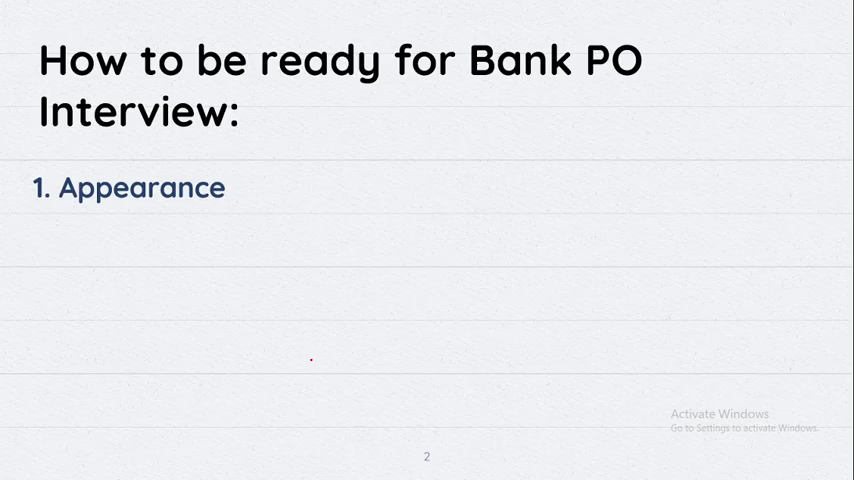 How to be ready for Bank PO
Interview:
1. Appearance
Activate Windows
Go to Settings to activate Windows.
2